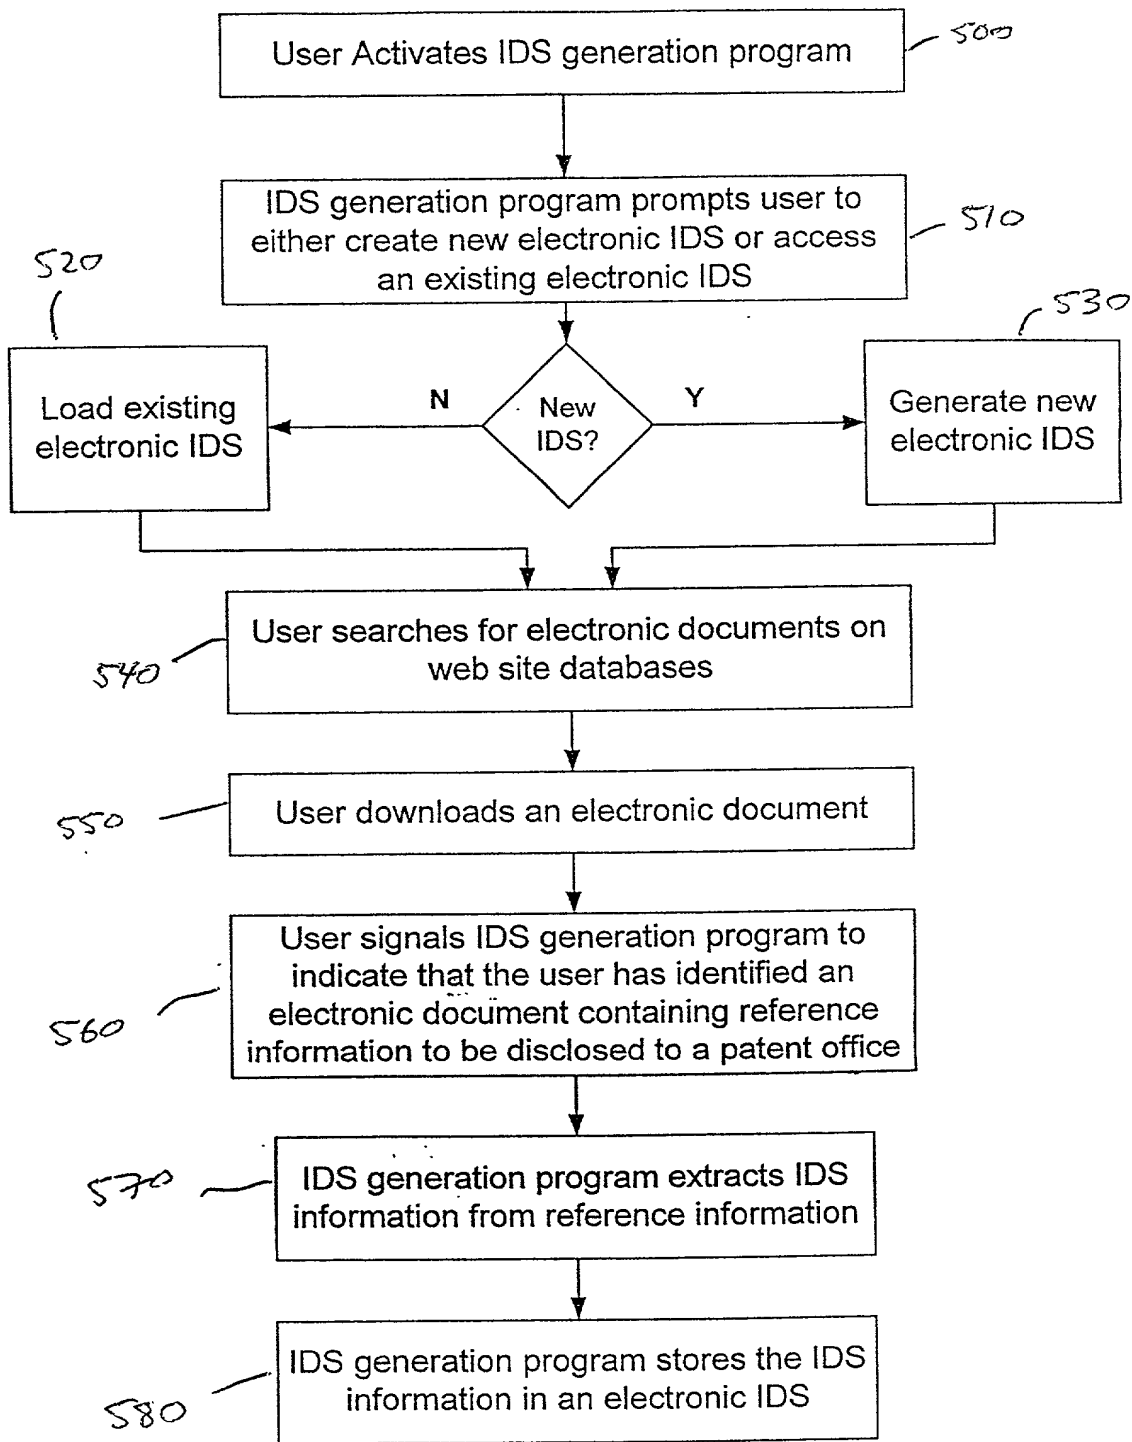 User Activates IDS generation program
500
IDS generation program prompts user to
either create new electronic IDS or access
an existing electronic IDS
510
520
530
Load existing
electronic IDS
N
New
IDS?
Y
Generate new
electronic IDS
User searches for electronic documents on
web site databases
540
User downloads an electronic document
550
User signals IDS generation program to
indicate that the user has identified an
electronic document containing reference
information to be disclosed to a patent office
560
IDS generation program extracts IDS
information from reference information
570
IDS generation program stores the IDS
information in an electronic IDS
580